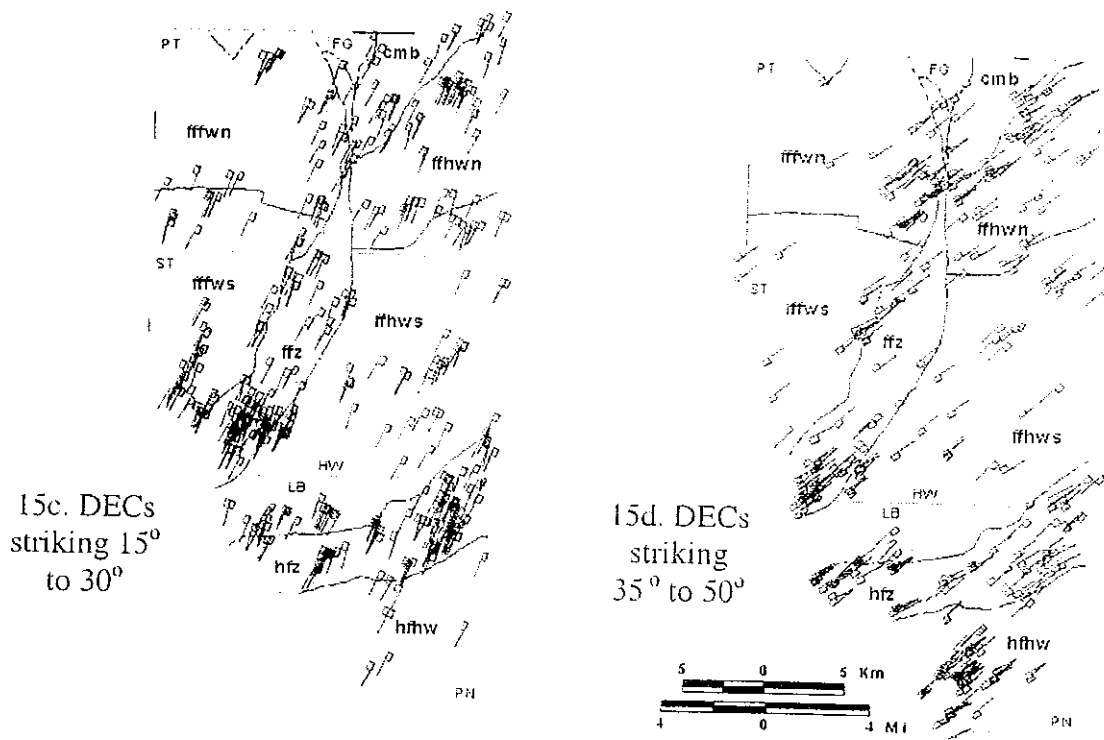 PT
FG
cmb
fffwn
ffhwn
ST
fffws
ffhws
ffz
HW
LB
hfz
hfhw
PN
15c. DECs
striking 15°
to 30°
PT
FG
cmb
fffwn
ffhwn
ST
fffws
ffz
ffhws
HW
LB
hfz
hfhw
PN
15d. DECs
striking
35° to 50°
5 0 5 Km
4 0 4 Mi